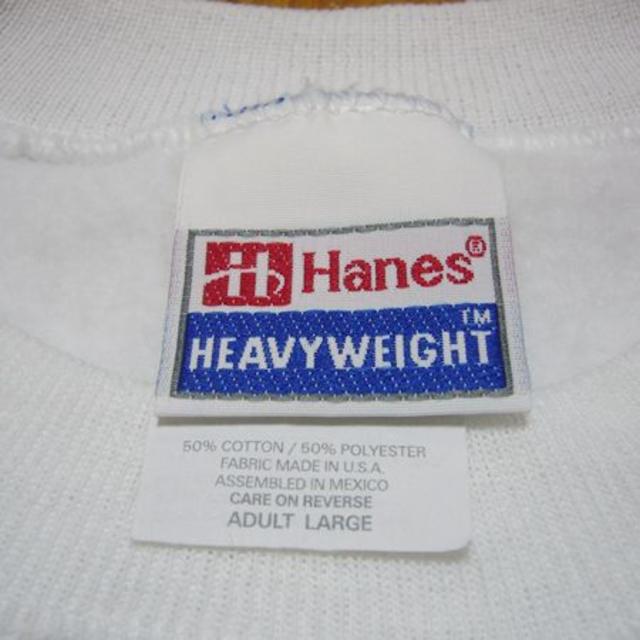 Hanes®
HEAVYWEIGHT™
50% COTTON / 50% POLYESTER
FABRIC MADE IN U.S.A.
ASSEMBLED IN MEXICO
CARE ON REVERSE
ADULT LARGE